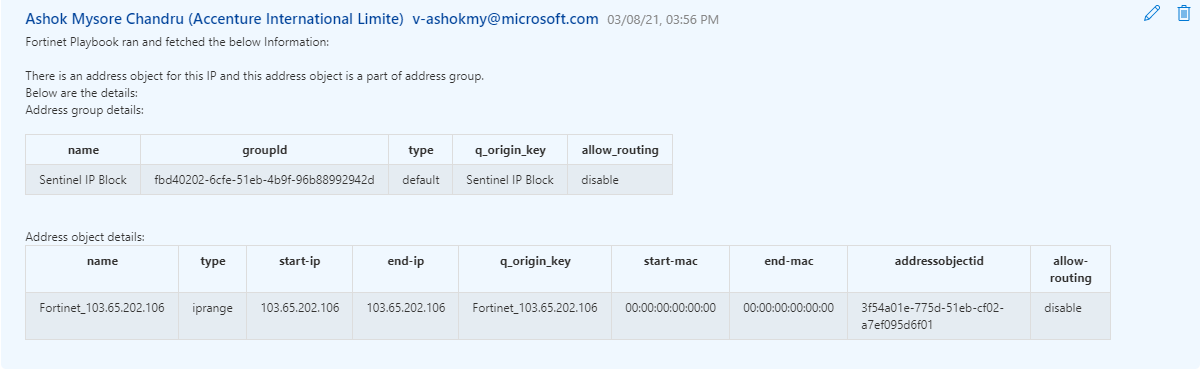 Ashok Mysore Chandru (Accenture International Limite) v-ashokmy@microsoft.com 03/08/21, 03:56 PM
Fortinet Playbook ran and fetched the below Information:
There is an address object for this IP and this address object is a part of address group.
Below are the details:
Address group details:
name groupId type q_origin_key allow_routing
Sentinel IP Block fbd40202-6cfe-51eb-4b9f-96b88992942d default Sentinel IP Block disable
Address object details:
name type start-ip end-ip q_origin_key start-mac end-mac addressobjectid allow-
routing
Fortinet_103.65.202.106 iprange 103.65.202.106 103.65.202.106 Fortinet_103.65.202.106 00:00:00:00:00:00 00:00:00:00:00:00 3f54a01e-775d-51eb-cf02- disable
a7ef095d6f01